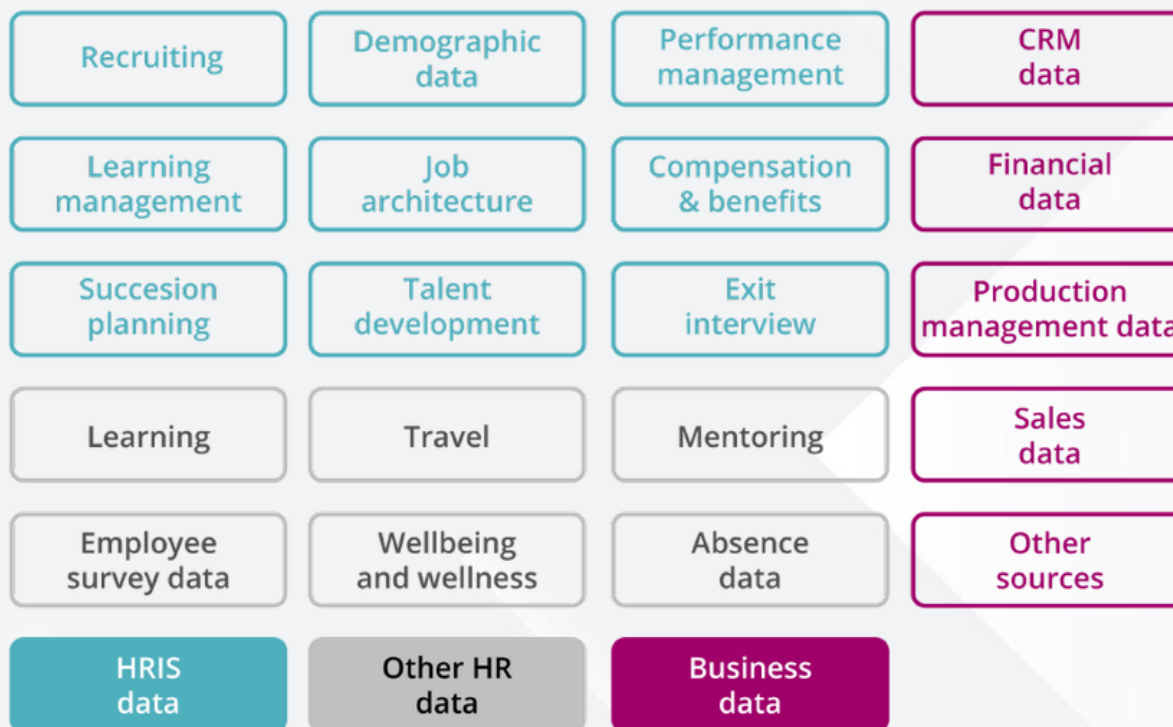 Recruiting
Demographic
data
Performance
management
CRM
data
Learning
management
Job
architecture
Compensation
& benefits
Financial
data
Succesion
planning
Talent
development
Exit
interview
Production
management data
Learning
Travel
Mentoring
Sales
data
Employee
survey data
Wellbeing
and wellness
Absence
data
Other
sources
HRIS
data
Other HR
data
Business
data